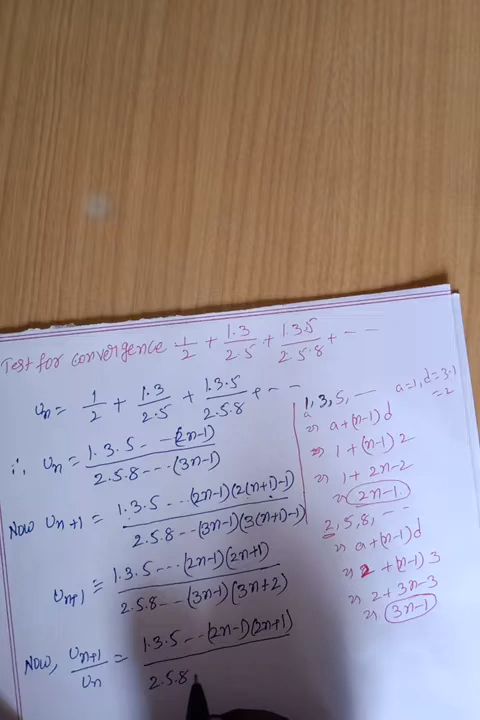 Test for convergence 1/2 + 1.3/2.5 + 1.3.5/2.5.8 + - -
Un = 1/2 + 1.3/2.5 + 1.3.5/2.5.8 + - -
∴ Un = 1.3.5 - - (2n-1)/2.5.8 - - - (3n-1)
Now Un+1 = 1.3.5 - - (2n-1)(2(n+1)-1)/2.5.8 - - (3n-1)(3(n+1)-1)
Un+1 = 1.3.5 - - (2n-1)(2n+1)/2.5.8 - - (3n-1)(3n+2)
Now, Un+1/Un = 1.3.5 - - (2n-1)(2n+1)/2.5.8
1, 3, 5, - - a=1, d=3-1
a =2
⇒ a+(n-1)d
⇒ 1+(n-1)2
⇒ 1+2n-2
⇒ 2n-1
2, 5, 8, - -
⇒ a+(n-1)d
⇒ 2+(n-1)3
⇒ 2+3n-3
⇒ 3n-1